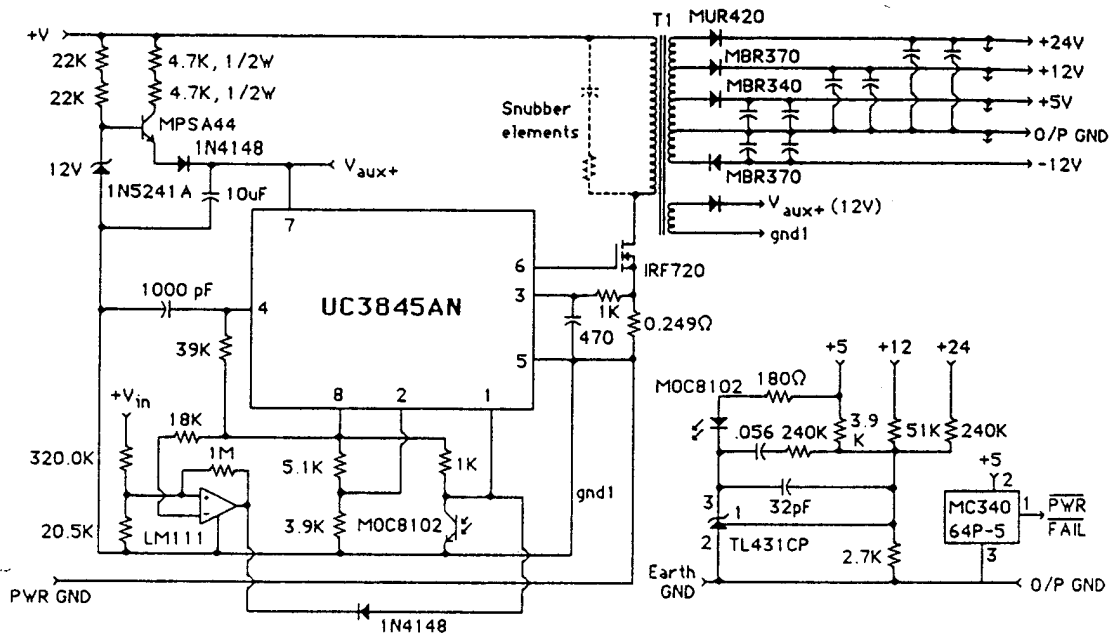 T1
MUR420
+V
+24V
22K
4.7K, 1/2W
MBR370
+12V
22K
4.7K, 1/2W
MBR340
+5V
Snubber
elements
MPSA44
O/P GND
1N4148
12V
Vaux+
-12V
1N5241A
10uF
MBR370
7
Vaux+ (12V)
gnd1
6
IRF720
1000 pF
4
UC3845AN
3
1K
0.249Ω
470
39K
5
+5
+12
+24
MOC8102
180Ω
+Vin
8
2
1
18K
.056
240K
3.9
K
51K
240K
1M
320.0K
5.1K
1K
+5
gnd1
2
3
1
32pF
MC340
64P-5
1
PWR
FAIL
20.5K
LM111
3.9K
MOC8102
TL431CP
2
2.7K
3
Earth
GND
O/P GND
PWR GND
1N4148